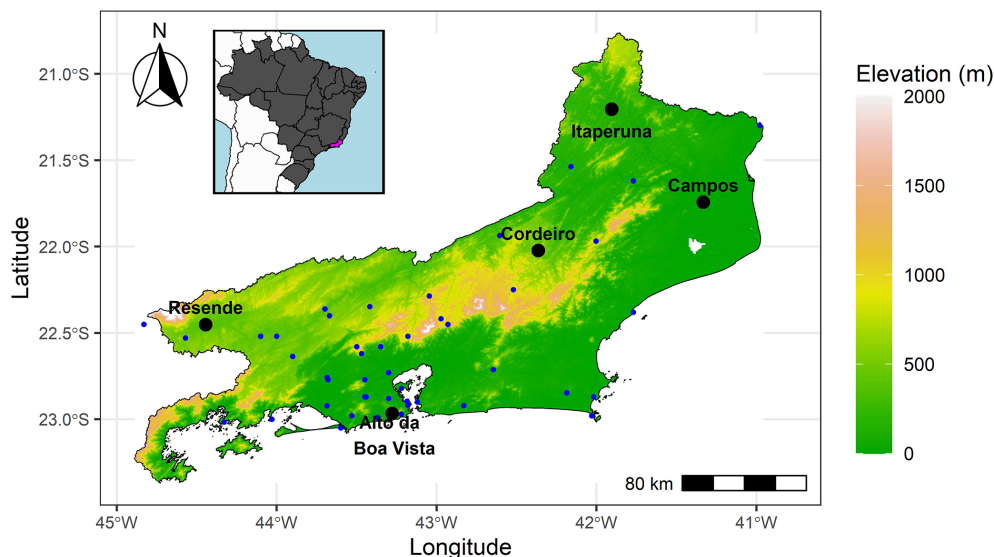 N
Elevation (m)
2000
1500
1000
500
0
21.0°S
21.5°S
22.0°S
22.5°S
23.0°S
Latitude
Itaperuna
Campos
Cordeiro
Resende
Alto da
Boa Vista
80 km
45°W
44°W
43°W
42°W
41°W
Longitude